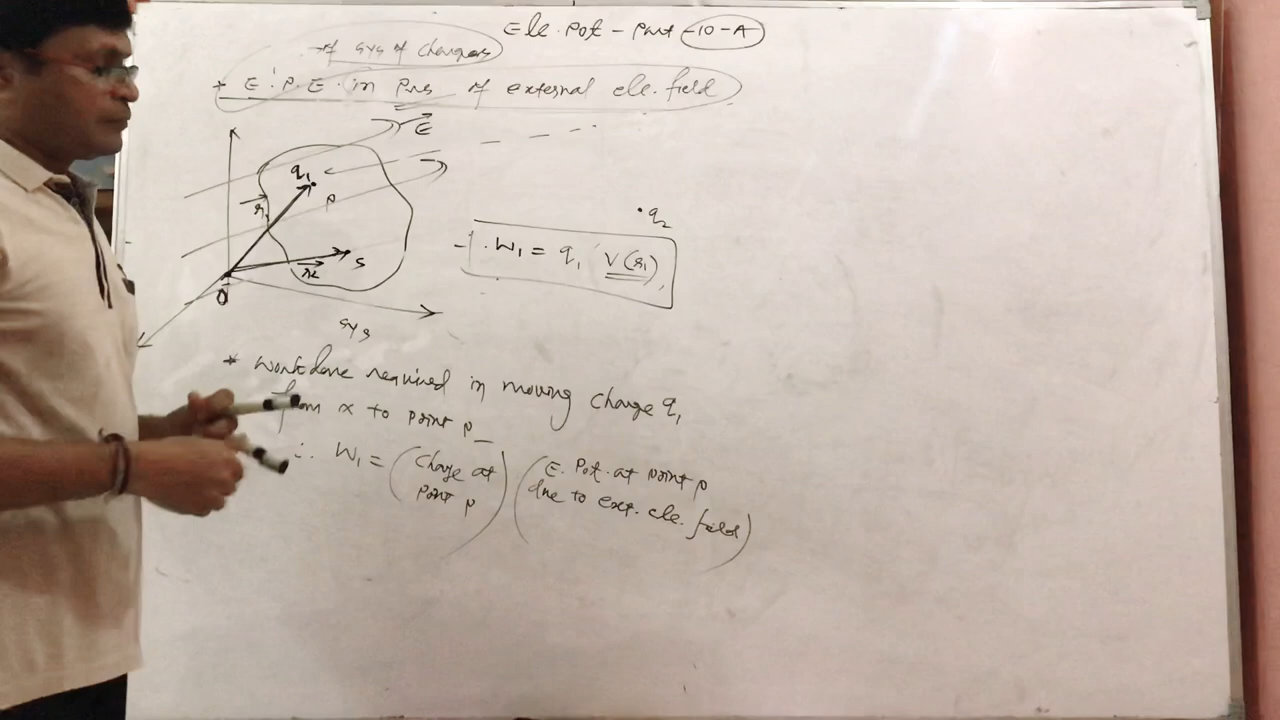 Ele. Pot - Part - 10 - A
of sys of charges
* E.P.E. in Pres of external ele. field
E
q1
P
r1
S
r2
O
sys
q2
∴ W1 = q1 V(r1)
* Workdone required in moving charge q1
from ∝ to point P
∴ W1 = (Charge at point P) (E. Pot. at point P due to ext. ele. field)